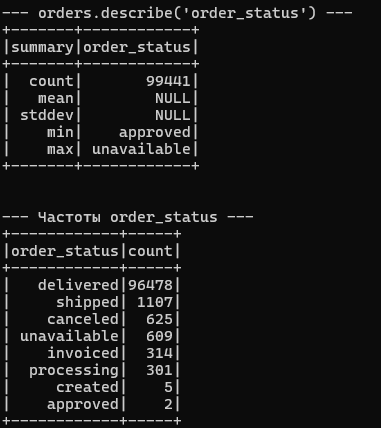 --- orders.describe('order_status') ---
+-------+------------+
|summary|order_status|
+-------+------------+
|  count|       99441|
|   mean|        NULL|
| stddev|        NULL|
|    min|    approved|
|    max| unavailable|
+-------+------------+
--- Частоты order_status ---
+------------+-----+
|order_status|count|
+------------+-----+
|   delivered|96478|
|     shipped| 1107|
|    canceled|  625|
| unavailable|  609|
|    invoiced|  314|
|  processing|  301|
|     created|    5|
|    approved|    2|
+------------+-----+